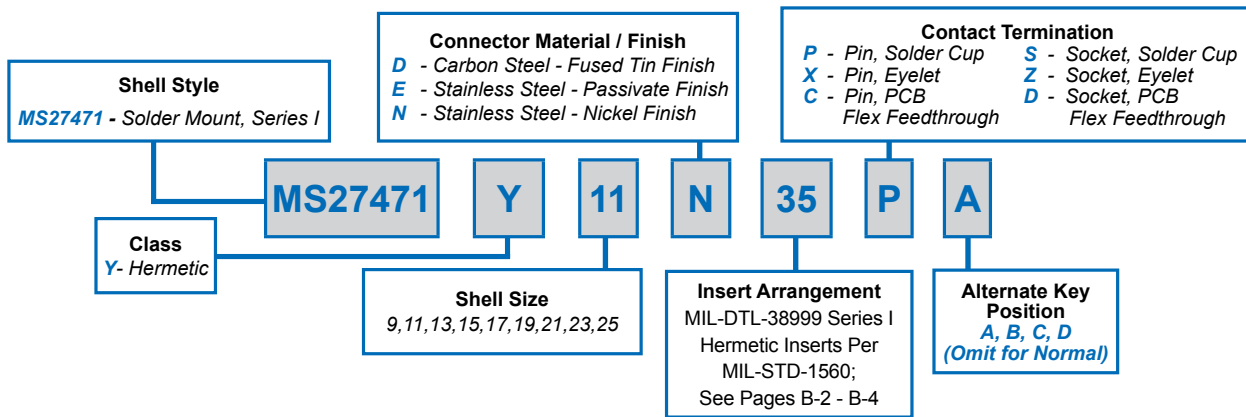 Shell Style
MS27471 - Solder Mount, Series I
Connector Material / Finish
D - Carbon Steel - Fused Tin Finish
E - Stainless Steel - Passivate Finish
N - Stainless Steel - Nickel Finish
Contact Termination
P - Pin, Solder Cup
X - Pin, Eyelet
C - Pin, PCB
Flex Feedthrough
S - Socket, Solder Cup
Z - Socket, Eyelet
D - Socket, PCB
Flex Feedthrough
MS27471 Y 11 N 35 P A
Class
Y- Hermetic
Shell Size
9,11,13,15,17,19,21,23,25
Insert Arrangement
MIL-DTL-38999 Series I
Hermetic Inserts Per
MIL-STD-1560;
See Pages B-2 - B-4
Alternate Key
Position
A, B, C, D
(Omit for Normal)